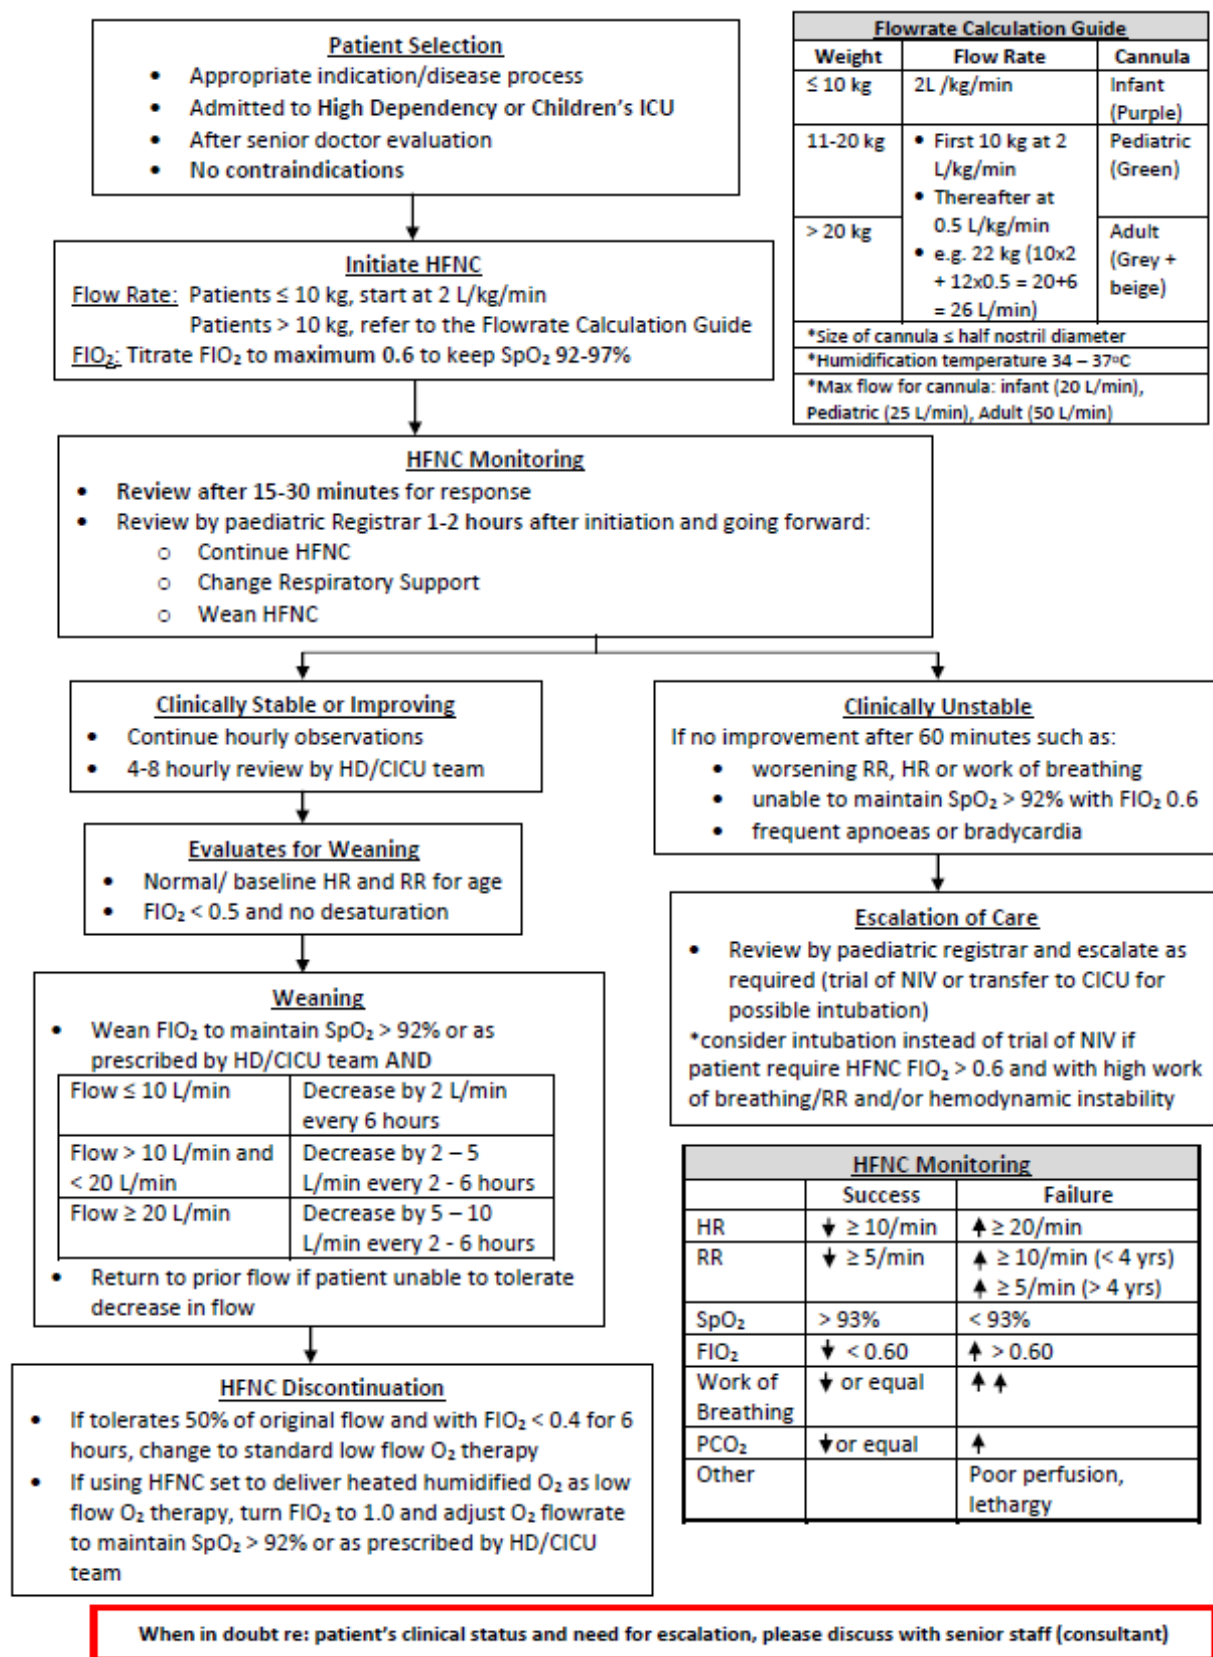 Patient Selection
• Appropriate indication/disease process
• Admitted to High Dependency or Children's ICU
• After senior doctor evaluation
• No contraindications
Flowrate Calculation Guide
Weight Flow Rate Cannula
≤ 10 kg 2L /kg/min Infant
(Purple)
11-20 kg • First 10 kg at 2 Pediatric
L/kg/min (Green)
• Thereafter at
0.5 L/kg/min
> 20 kg Adult
• e.g. 22 kg (10x2 (Grey +
+ 12x0.5 = 20+6 beige)
= 26 L/min)
*Size of cannula ≤ half nostril diameter
*Humidification temperature 34 – 37°C
*Max flow for cannula: infant (20 L/min),
Pediatric (25 L/min), Adult (50 L/min)
Initiate HFNC
Flow Rate: Patients ≤ 10 kg, start at 2 L/kg/min
Patients > 10 kg, refer to the Flowrate Calculation Guide
FIO₂: Titrate FIO₂ to maximum 0.6 to keep SpO₂ 92-97%
HFNC Monitoring
• Review after 15-30 minutes for response
• Review by paediatric Registrar 1-2 hours after initiation and going forward:
o Continue HFNC
o Change Respiratory Support
o Wean HFNC
Clinically Stable or Improving
• Continue hourly observations
• 4-8 hourly review by HD/CICU team
Evaluates for Weaning
• Normal/ baseline HR and RR for age
• FIO₂ < 0.5 and no desaturation
Weaning
• Wean FIO₂ to maintain SpO₂ > 92% or as
prescribed by HD/CICU team AND
Flow ≤ 10 L/min Decrease by 2 L/min
every 6 hours
Flow > 10 L/min and Decrease by 2 – 5
< 20 L/min L/min every 2 - 6 hours
Flow ≥ 20 L/min Decrease by 5 – 10
L/min every 2 - 6 hours
• Return to prior flow if patient unable to tolerate
decrease in flow
HFNC Discontinuation
• If tolerates 50% of original flow and with FIO₂ < 0.4 for 6
hours, change to standard low flow O₂ therapy
• If using HFNC set to deliver heated humidified O₂ as low
flow O₂ therapy, turn FIO₂ to 1.0 and adjust O₂ flowrate
to maintain SpO₂ > 92% or as prescribed by HD/CICU
team
Clinically Unstable
If no improvement after 60 minutes such as:
• worsening RR, HR or work of breathing
• unable to maintain SpO₂ > 92% with FIO₂ 0.6
• frequent apnoeas or bradycardia
Escalation of Care
• Review by paediatric registrar and escalate as
required (trial of NIV or transfer to CICU for
possible intubation)
*consider intubation instead of trial of NIV if
patient require HFNC FIO₂ > 0.6 and with high work
of breathing/RR and/or hemodynamic instability
HFNC Monitoring
Success Failure
HR ↓ ≥ 10/min ↑ ≥ 20/min
RR ↓ ≥ 5/min ↑ ≥ 10/min (< 4 yrs)
↑ ≥ 5/min (> 4 yrs)
SpO₂ > 93% < 93%
FIO₂ ↓ < 0.60 ↑ > 0.60
Work of ↓ or equal ↑ ↑
Breathing
PCO₂ ↓ or equal ↑
Other Poor perfusion,
lethargy
When in doubt re: patient's clinical status and need for escalation, please discuss with senior staff (consultant)